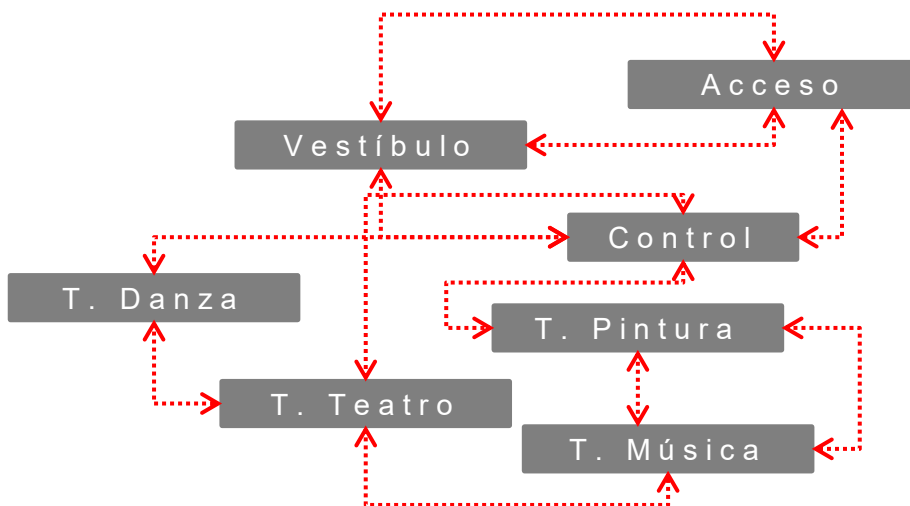 Acceso
Vestíbulo
Control
T. Danza
T. Pintura
T. Teatro
T. Música